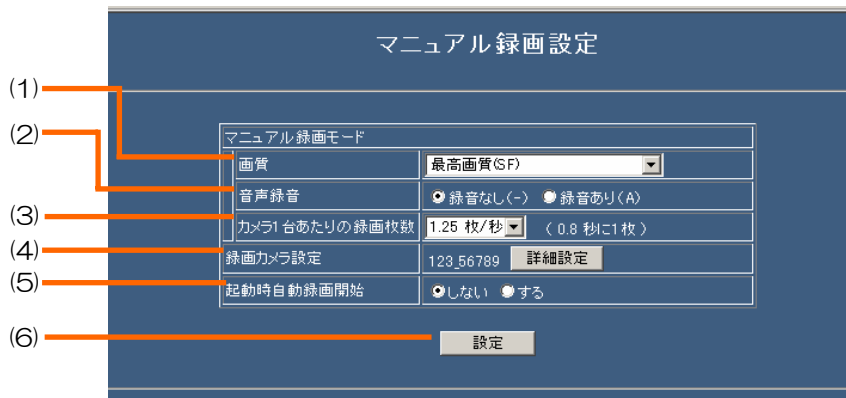 マニュアル録画設定
(1)
(2)
マニュアル録画モード
画質 最高画質(SF)
音声録音 録音なし(-) 録音あり(A)
(3)
カメラ1台あたりの録画枚数 1.25 枚/秒 ( 0.8 秒に1枚 )
(4)
録画カメラ設定 123_56789 詳細設定
(5)
起動時自動録画開始 しない する
(6)
設定